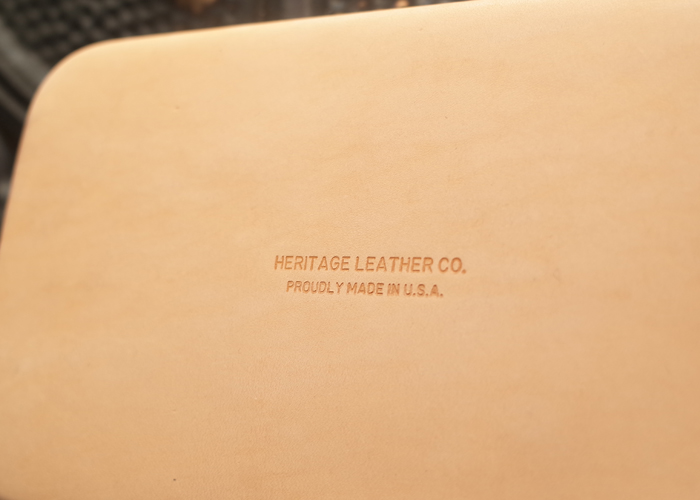 HERITAGE LEATHER CO.
PROUDLY MADE IN U.S.A.